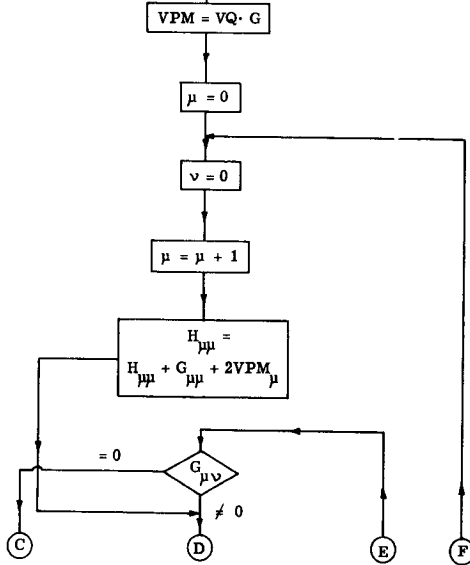 VPM = VQ· G
μ = 0
ν = 0
μ = μ + 1
H_μμ =
H_μμ + G_μμ + 2VPM_μ
= 0
G_μν
≠ 0
C
D
E
F